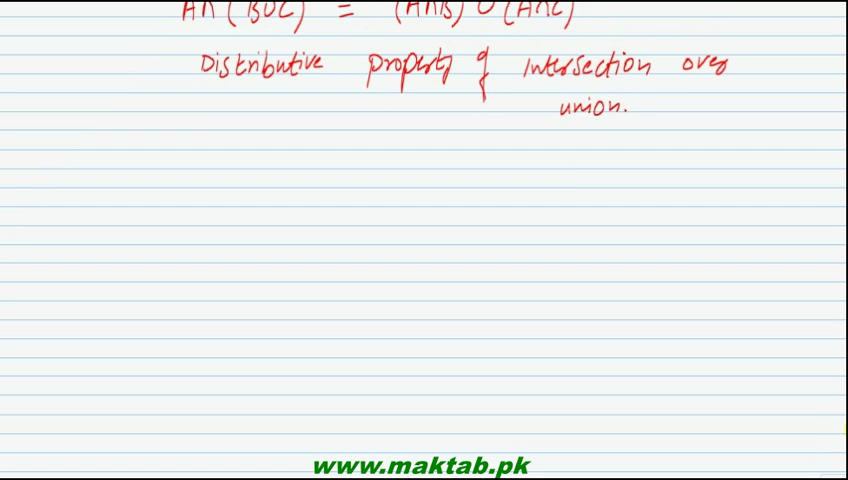 A∩(B∪C) = (A∩B)∪(A∩C)
Distributive property of intersection over
union.
www.maktab.pk